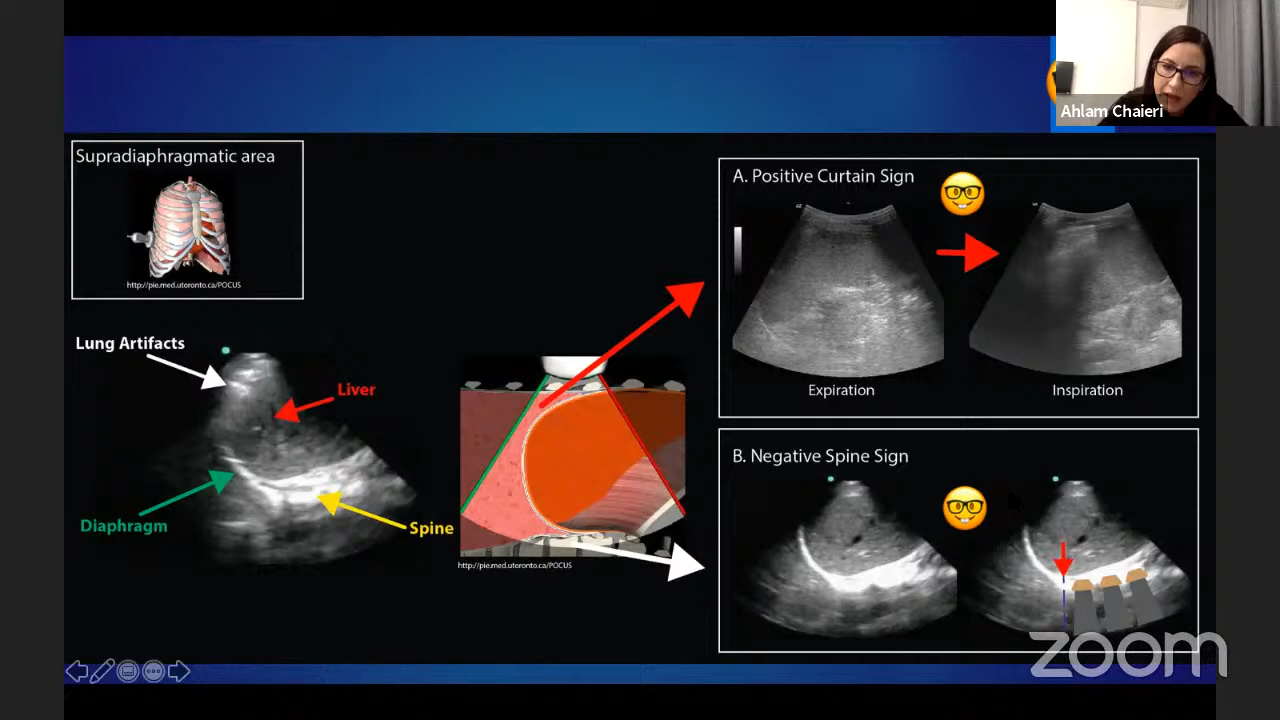 Ahlam Chaieri
Supradiaphragmatic area
http://pie.med.utoronto.ca/POCUS
Lung Artifacts
Liver
Diaphragm
Spine
http://pie.med.utoronto.ca/POCUS
A. Positive Curtain Sign
Expiration
Inspiration
B. Negative Spine Sign
zoom